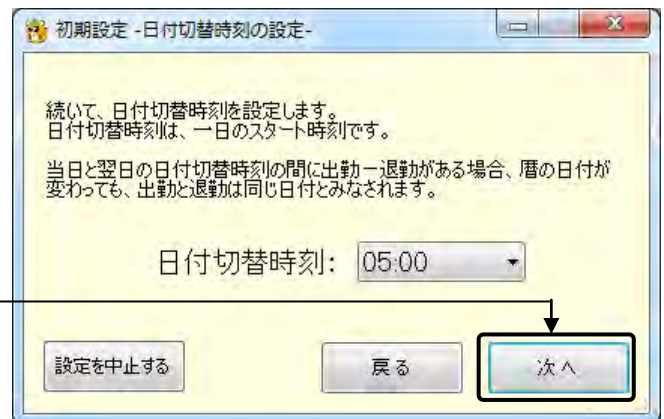 初期設定 -日付切替時刻の設定-
続いて、日付切替時刻を設定します。
日付切替時刻は、一日のスタート時刻です。
当日と翌日の日付切替時刻の間に出勤－退勤がある場合、暦の日付が
変わっても、出勤と退勤は同じ日付とみなされます。
日付切替時刻: 05:00
設定を中止する 戻る 次へ